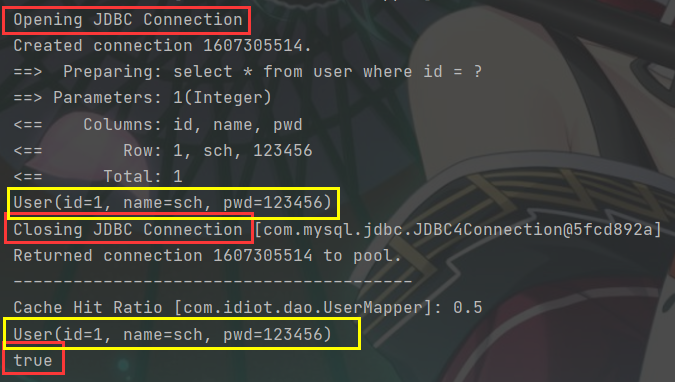 Opening JDBC Connection
Created connection 1607305514.
==>  Preparing: select * from user where id = ?
==> Parameters: 1(Integer)
<==    Columns: id, name, pwd
<==        Row: 1, sch, 123456
<==      Total: 1
User(id=1, name=sch, pwd=123456)
Closing JDBC Connection [com.mysql.jdbc.JDBC4Connection@5fcd892a]
Returned connection 1607305514 to pool.
----------------------------------------
Cache Hit Ratio [com.idiot.dao.UserMapper]: 0.5
User(id=1, name=sch, pwd=123456)
true